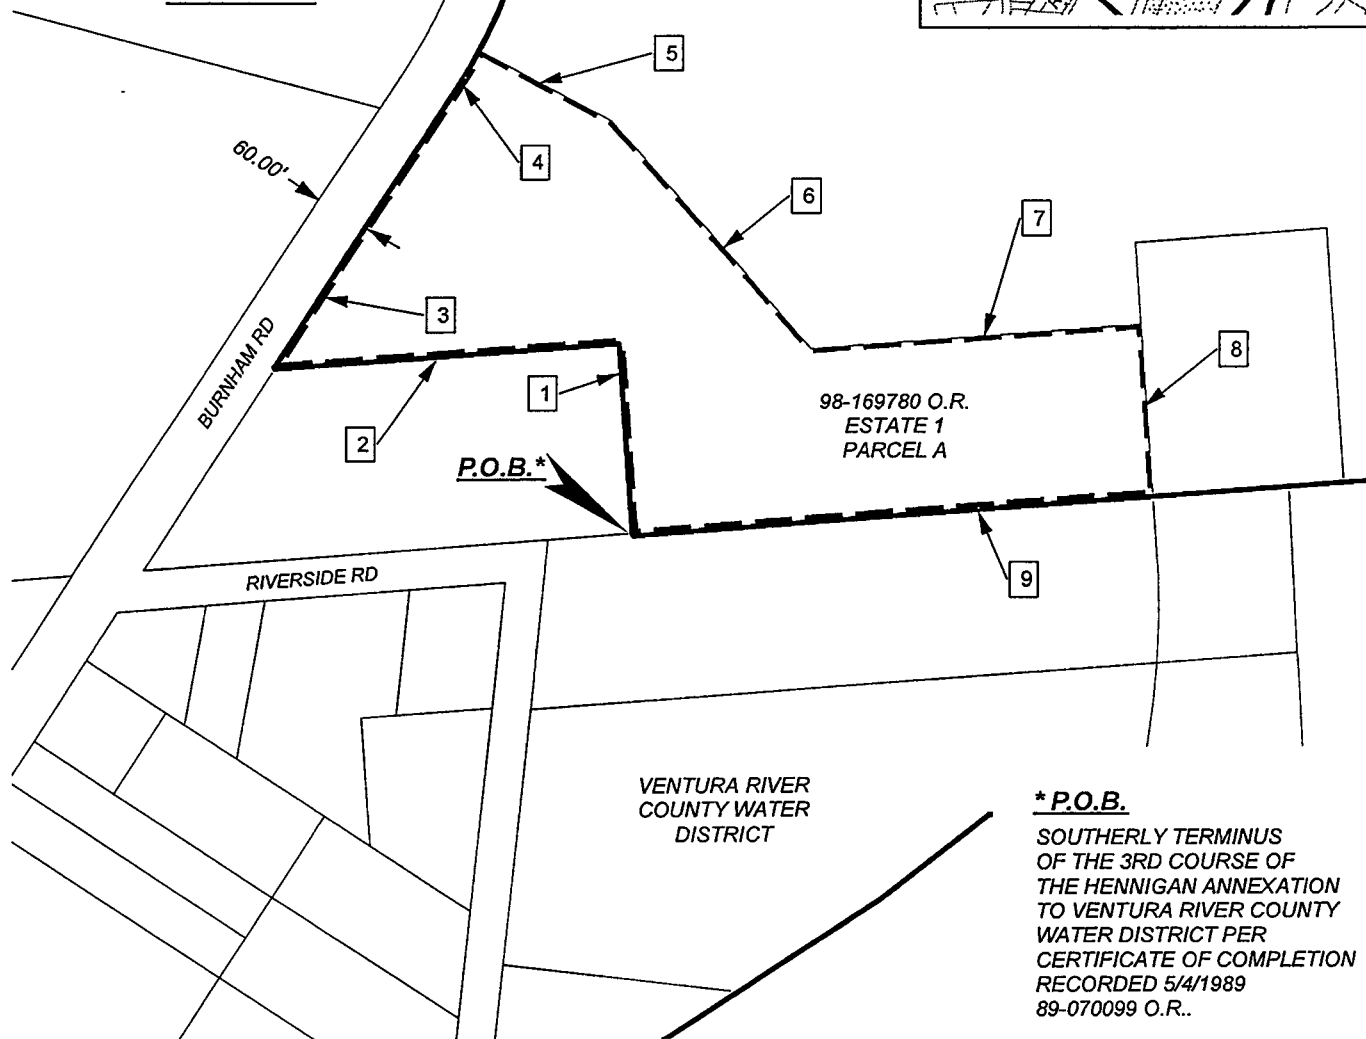 5
4
60.00'
6
7
3
8
BURNHAM RD
1
98-169780 O.R.
ESTATE 1
PARCEL A
2
P.O.B.*
RIVERSIDE RD
9
VENTURA RIVER
COUNTY WATER
DISTRICT
* P.O.B.
SOUTHERLY TERMINUS
OF THE 3RD COURSE OF
THE HENNIGAN ANNEXATION
TO VENTURA RIVER COUNTY
WATER DISTRICT PER
CERTIFICATE OF COMPLETION
RECORDED 5/4/1989
89-070099 O.R..